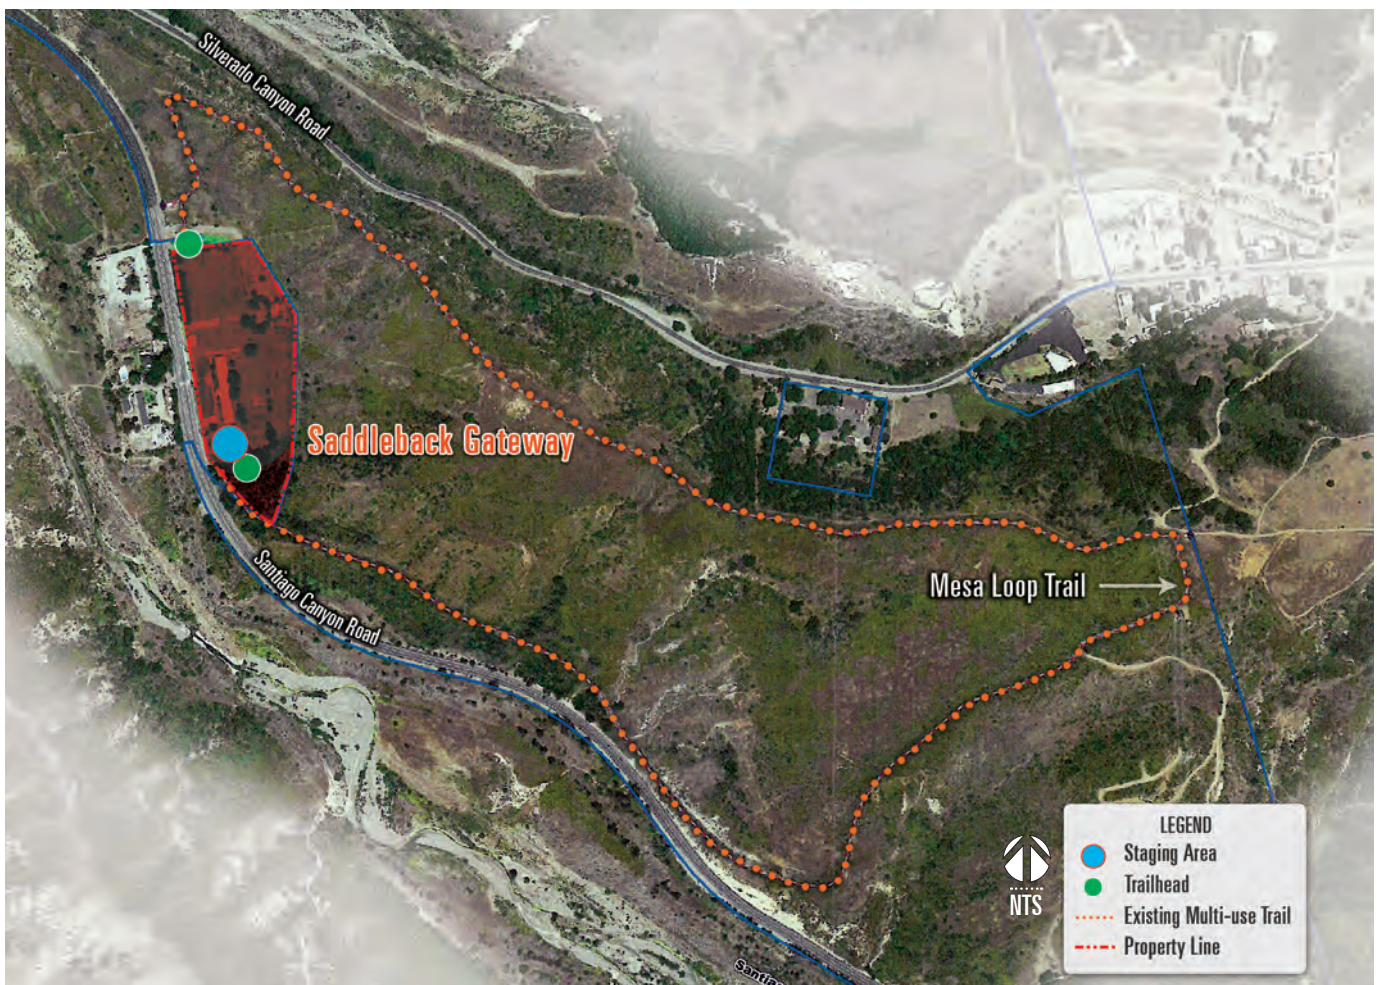 Silverado Canyon Road
Saddleback Gateway
Santiago Canyon Road
Mesa Loop Trail
NTS
LEGEND
Staging Area
Trailhead
Existing Multi-use Trail
Property Line